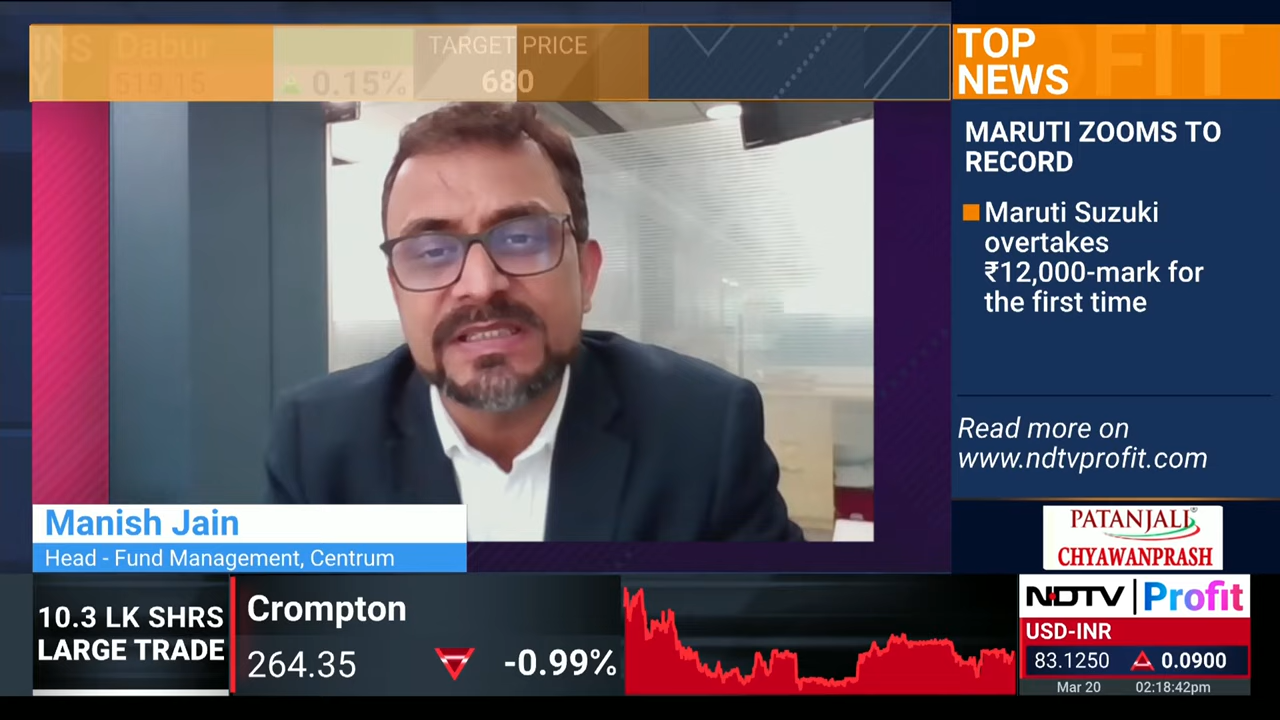 INS
Dabur
TARGET PRICE
Y
519.15
0.15%
680
TOP
NEWS
MARUTI ZOOMS TO
RECORD
Maruti Suzuki
overtakes
₹12,000-mark for
the first time
Read more on
www.ndtvprofit.com
Manish Jain
Head - Fund Management, Centrum
PATANJALI®
CHYAWANPRASH
10.3 LK SHRS
LARGE TRADE
Crompton
264.35
-0.99%
NDTV Profit
USD-INR
83.1250
0.0900
Mar 20
02:18:42pm